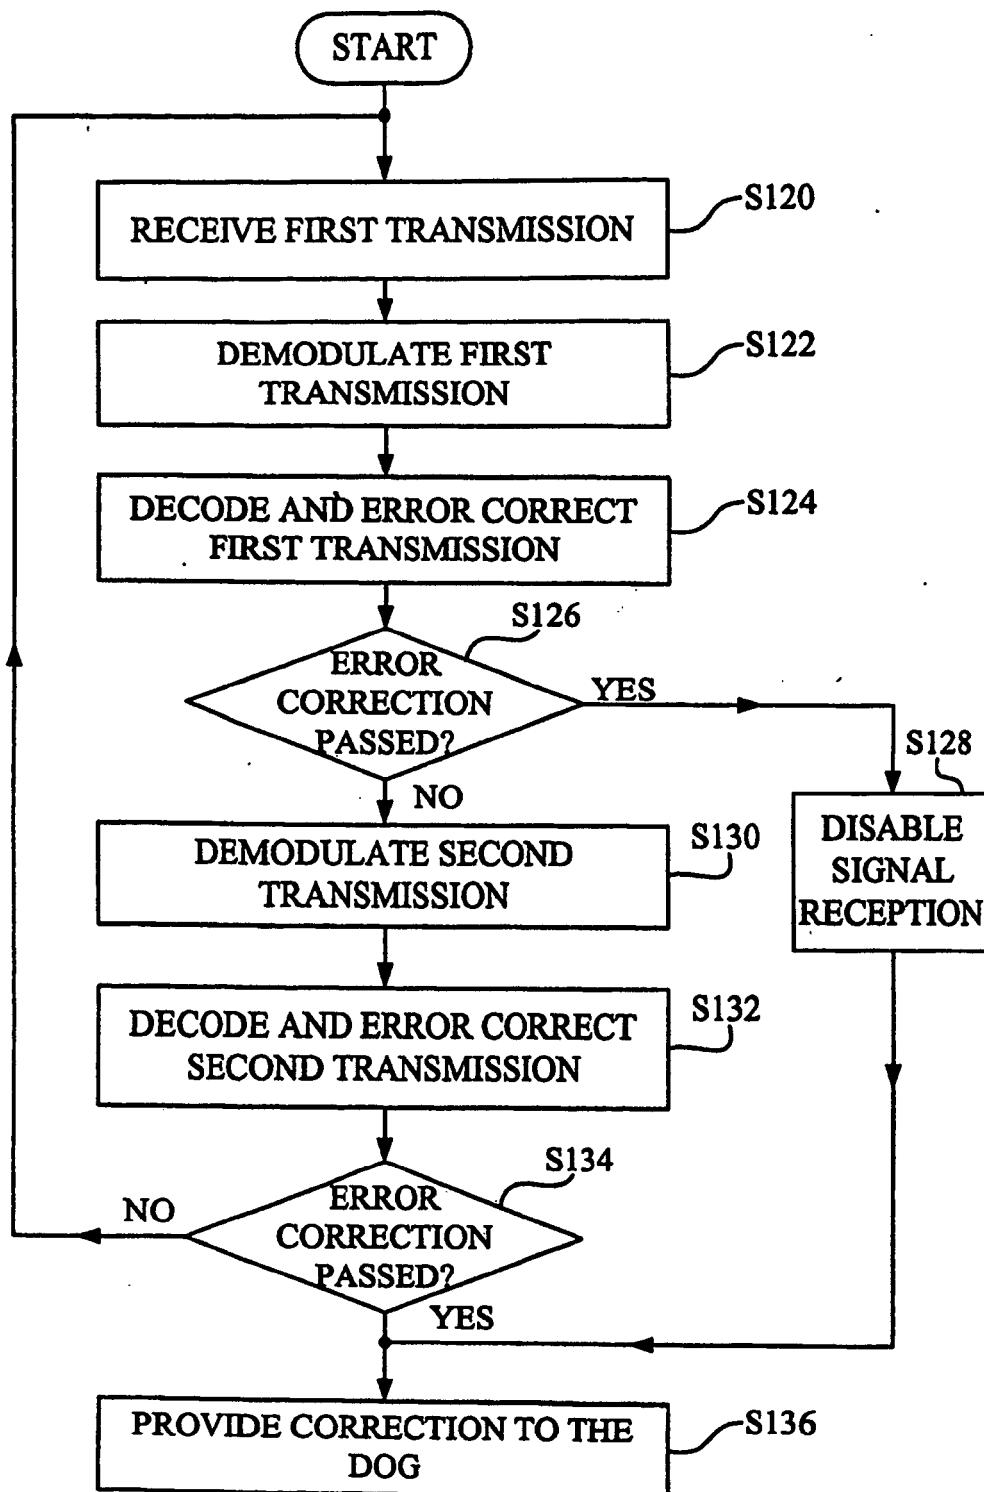 START
RECEIVE FIRST TRANSMISSION
S120
DEMODULATE FIRST
TRANSMISSION
S122
DECODE AND ERROR CORRECT
FIRST TRANSMISSION
S124
S126
ERROR
CORRECTION
PASSED?
YES
NO
S128
DISABLE
SIGNAL
RECEPTION
DEMODULATE SECOND
TRANSMISSION
S130
DECODE AND ERROR CORRECT
SECOND TRANSMISSION
S132
S134
ERROR
CORRECTION
PASSED?
NO
YES
PROVIDE CORRECTION TO THE
DOG
S136